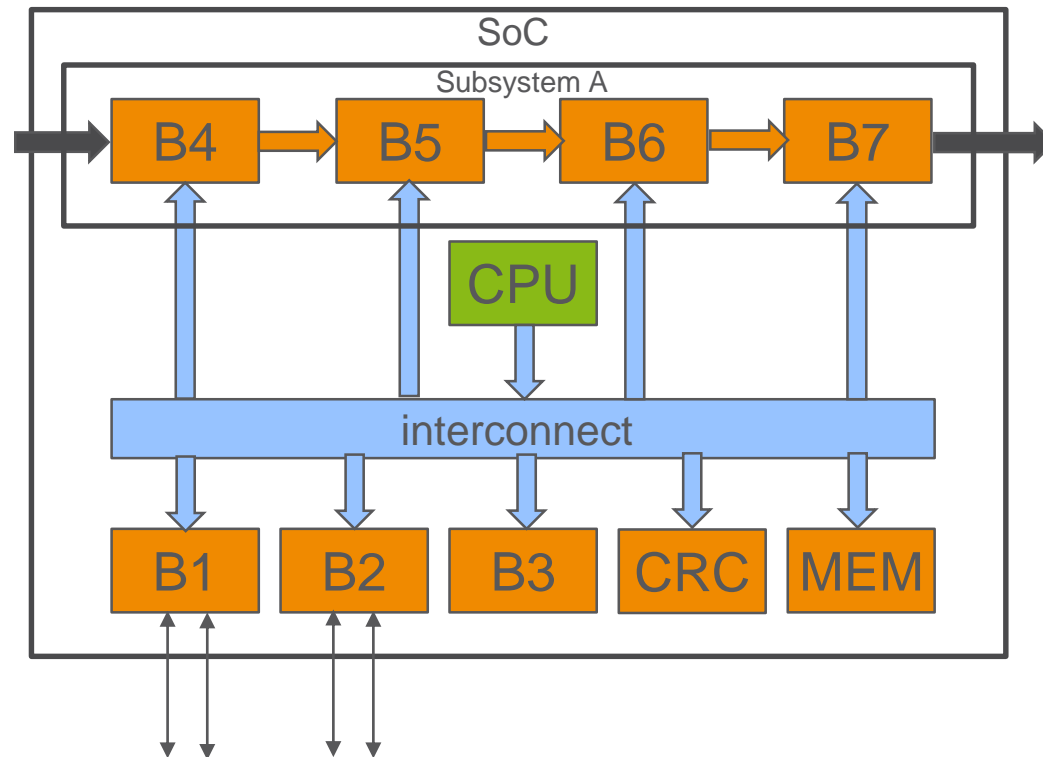 SoC
Subsystem A
B4 B5 B6 B7
CPU
interconnect
B1 B2 B3 CRC MEM